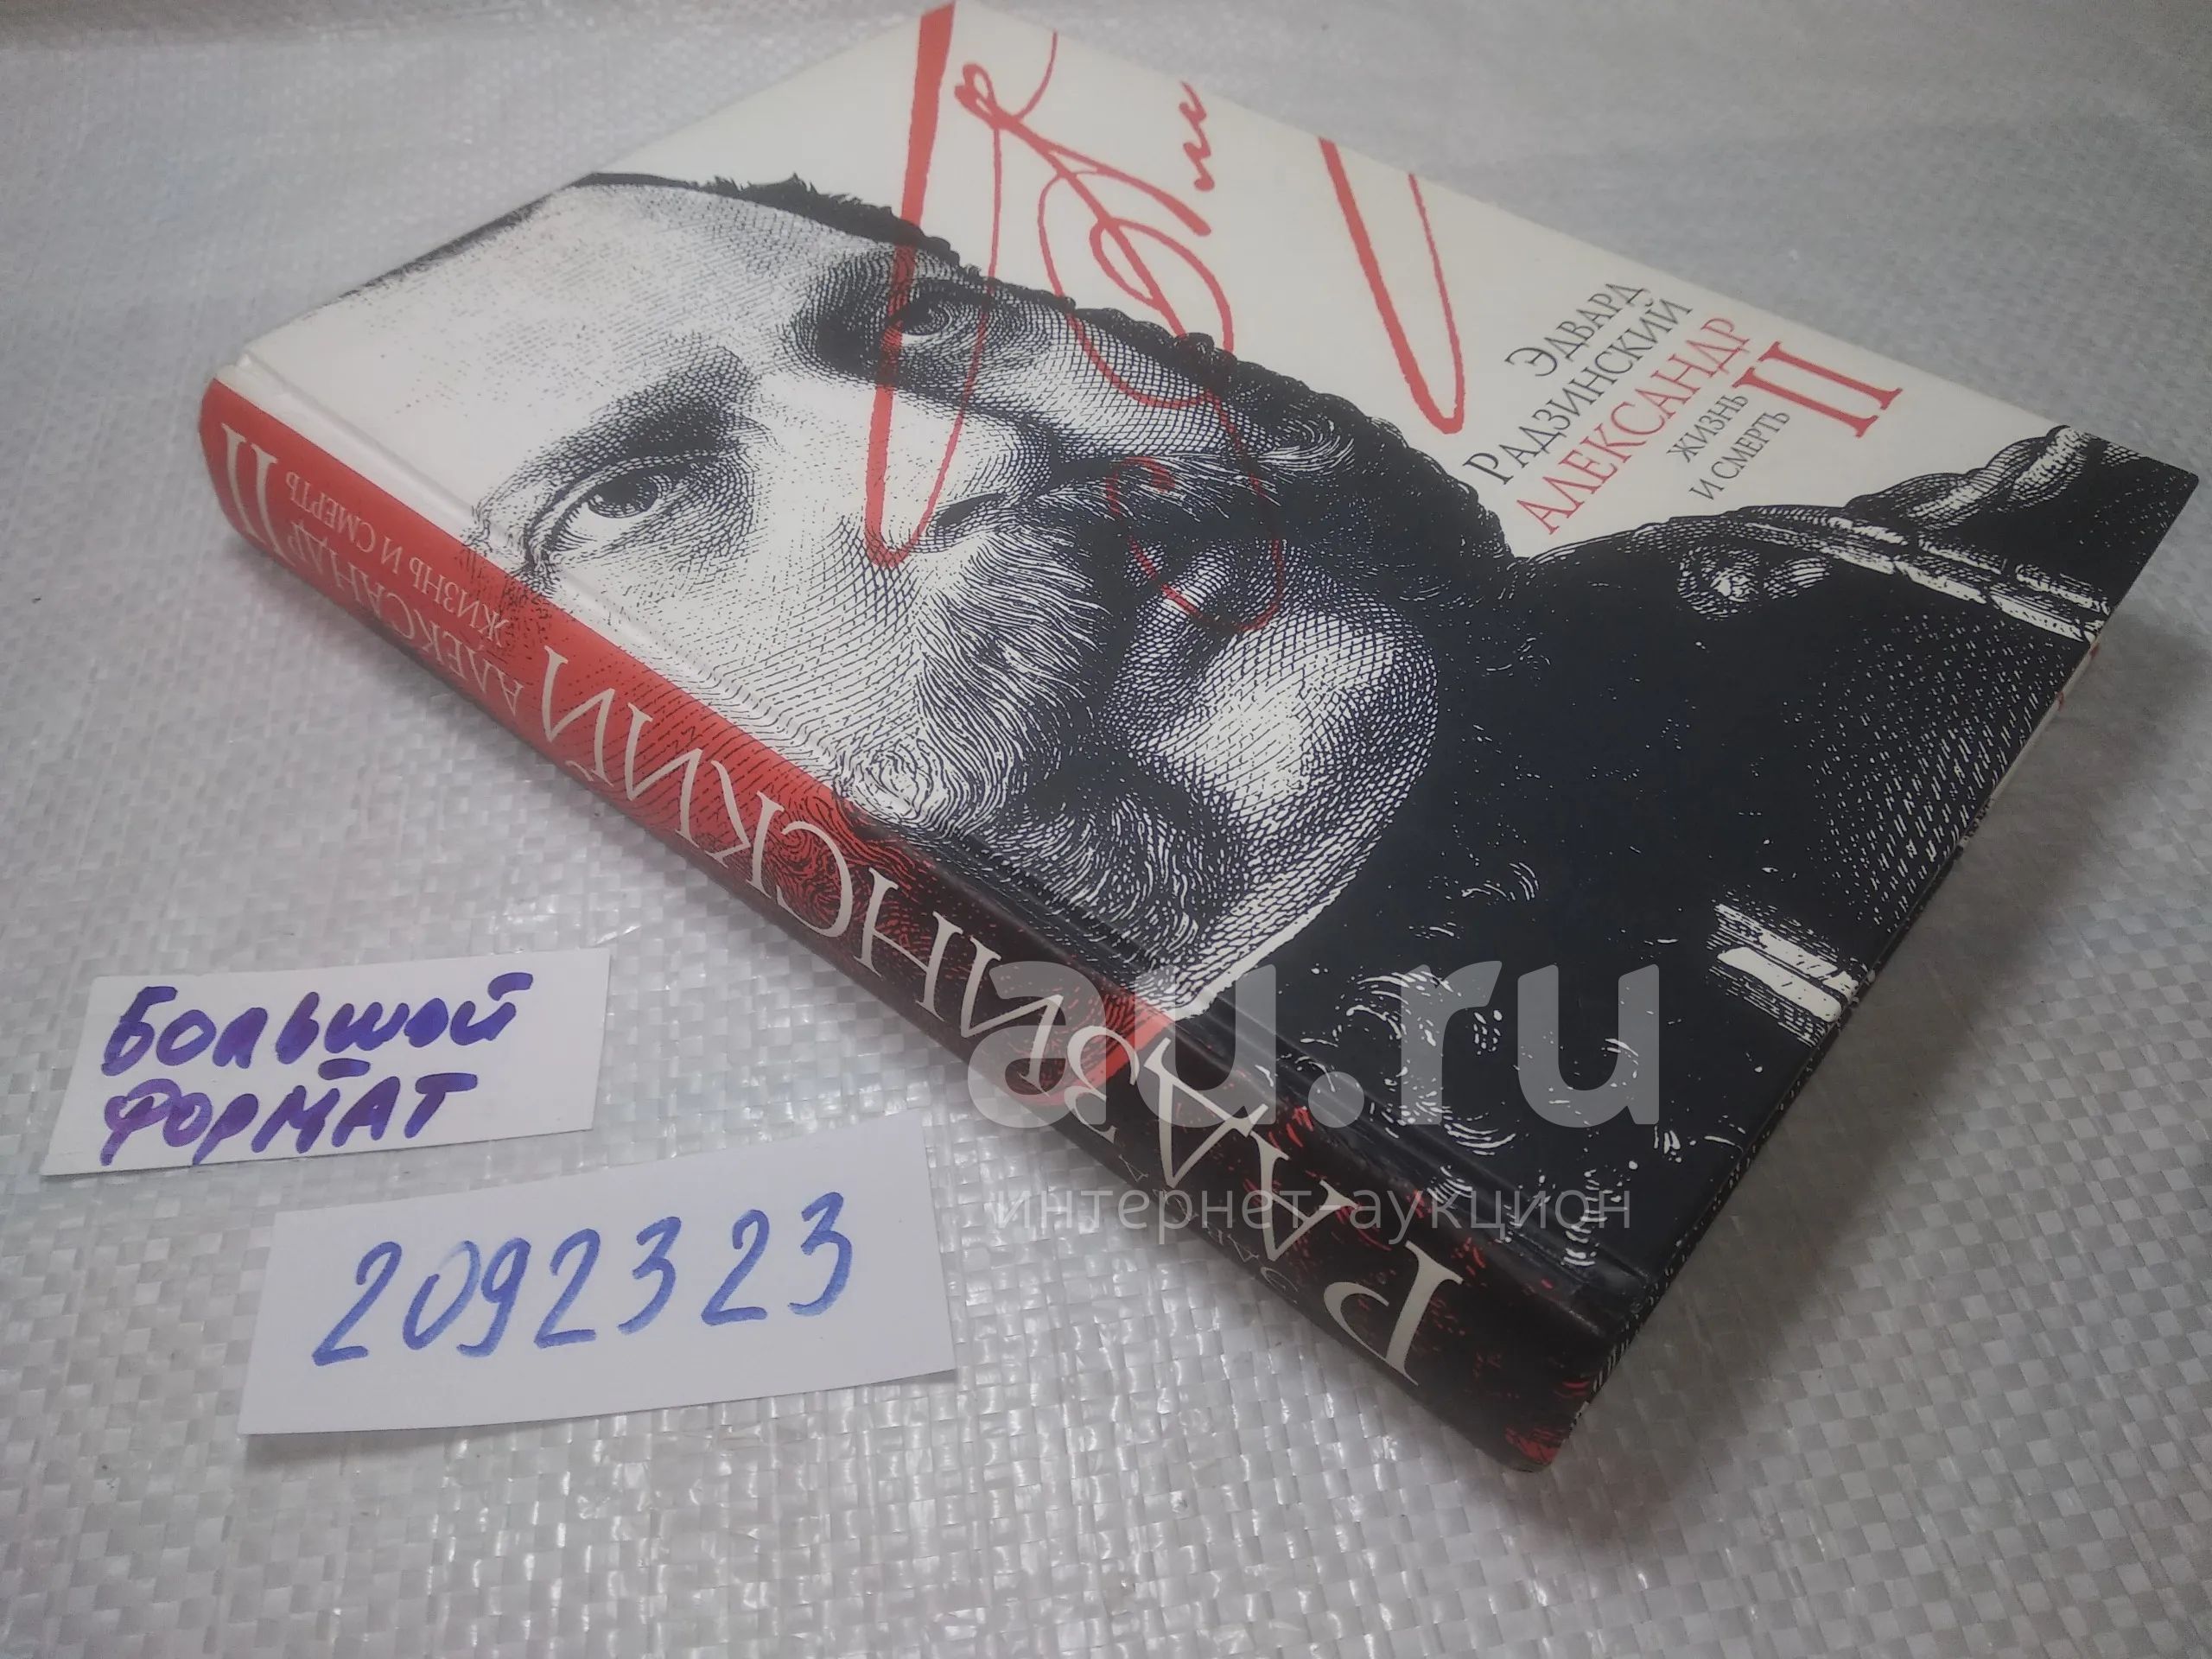 ЭДВАРД
РАДЗИНСКИЙ
АЛЕКСАНДР
ЖИЗНЬ
И СМЕРТЬ
II
РАДЗИНСКИЙ
АЛЕКСАНДР
ЖИЗНЬ И СМЕРТЬ
II
au.ru
интернет-аукцион
БОЛЬШОЙ
ФОРМАТ
2092323